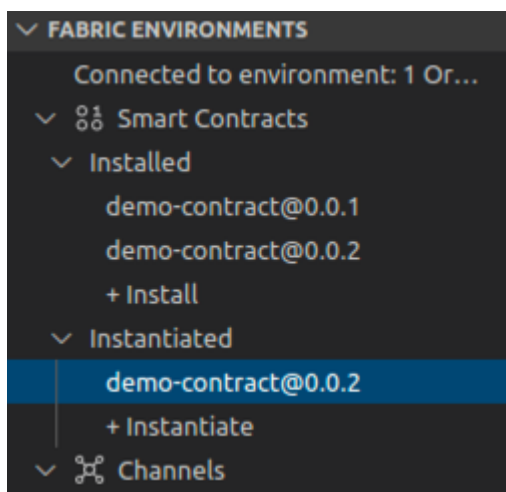 FABRIC ENVIRONMENTS
Connected to environment: 1 Or...
Smart Contracts
Installed
demo-contract@0.0.1
demo-contract@0.0.2
+ Install
Instantiated
demo-contract@0.0.2
+ Instantiate
Channels